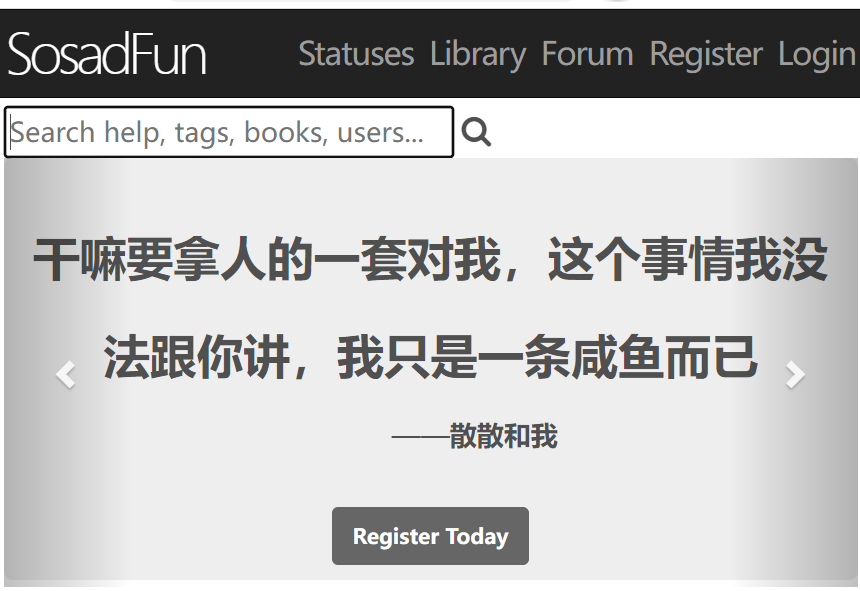 SosadFun
Statuses Library Forum Register Login
Search help, tags, books, users...
干嘛要拿人的一套对我，这个事情我没
法跟你讲，我只是一条咸鱼而已
——散散和我
Register Today